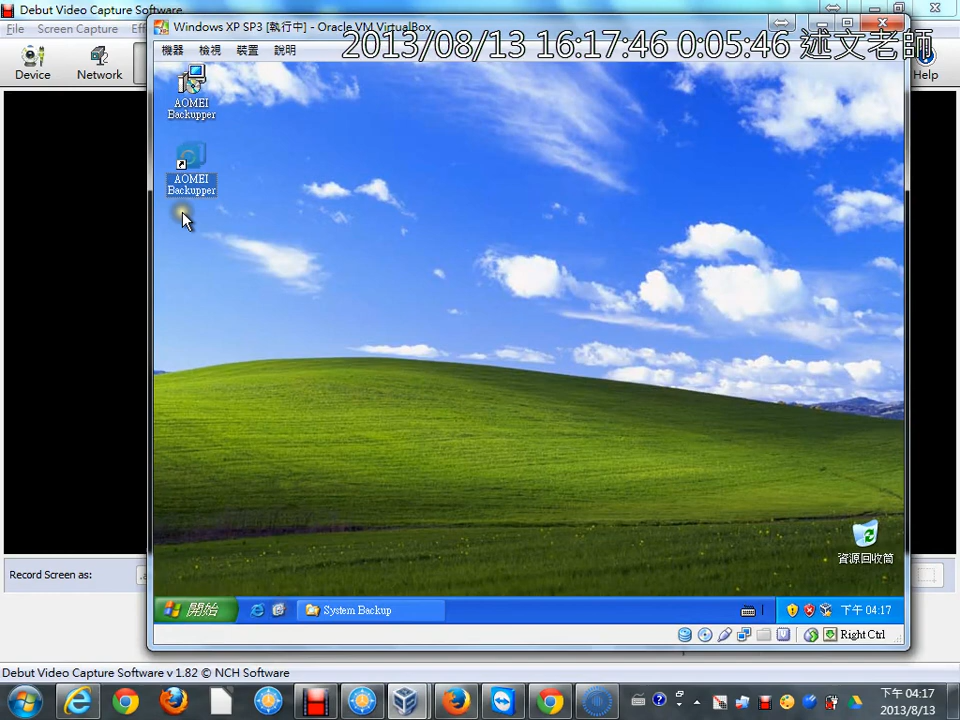 Debut Video Capture Software
Windows XP SP3 [執行中] - Oracle VM VirtualBox
File
Screen Capture
機器
檢視
裝置
說明
2013/08/13 16:17:46 0:05:46 述文老師
Device
Network
Help
AOMEI
Backupper
AOMEI
Backupper
資源回收筒
Record Screen as:
開始
System Backup
下午 04:17
Right Ctrl
Debut Video Capture Software v 1.82 © NCH Software
下午 04:17
2013/8/13